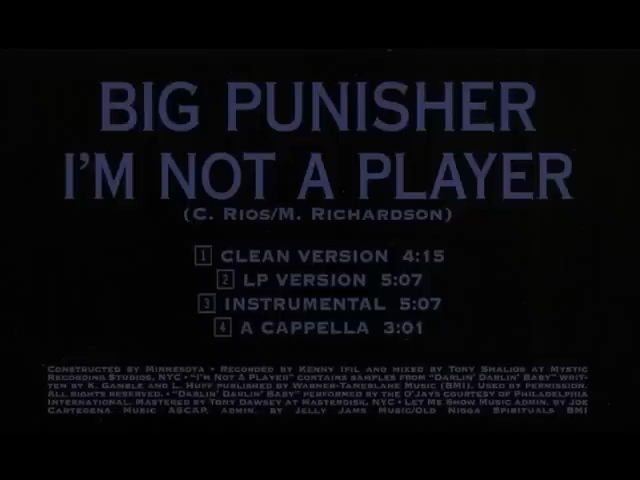 BIG PUNISHER
I'M NOT A PLAYER
(C. RIOS/M. RICHARDSON)
1 CLEAN VERSION 4:15
2 LP VERSION 5:07
3 INSTRUMENTAL 5:07
4 A CAPPELLA 3:01
CONSTRUCTED BY MINNESOTA • RECORDED BY KENNY IFIL AND MIXED BY TONY SMALIOS AT MYSTIC
RECORDING STUDIOS, NYC • "I'M NOT A PLAYER" CONTAINS SAMPLES FROM "DARLIN' DARLIN' BABY" WRIT-
TEN BY K. GAMBLE AND L. HUFF PUBLISHED BY WARNER-TAMERLANE MUSIC (BMI). USED BY PERMISSION.
ALL RIGHTS RESERVED. • "DARLIN' DARLIN' BABY" PERFORMED BY THE O'JAYS COURTESY OF PHILADELPHIA
INTERNATIONAL. MASTERED BY TONY DAWSEY AT MASTERDISK, NYC • LET ME SHOW MUSIC ADMIN. BY JOE
CARTEGENA MUSIC ASCAP, ADMIN. BY JELLY JAMS MUSIC/OLD NIGGA SPIRITUALS BMI